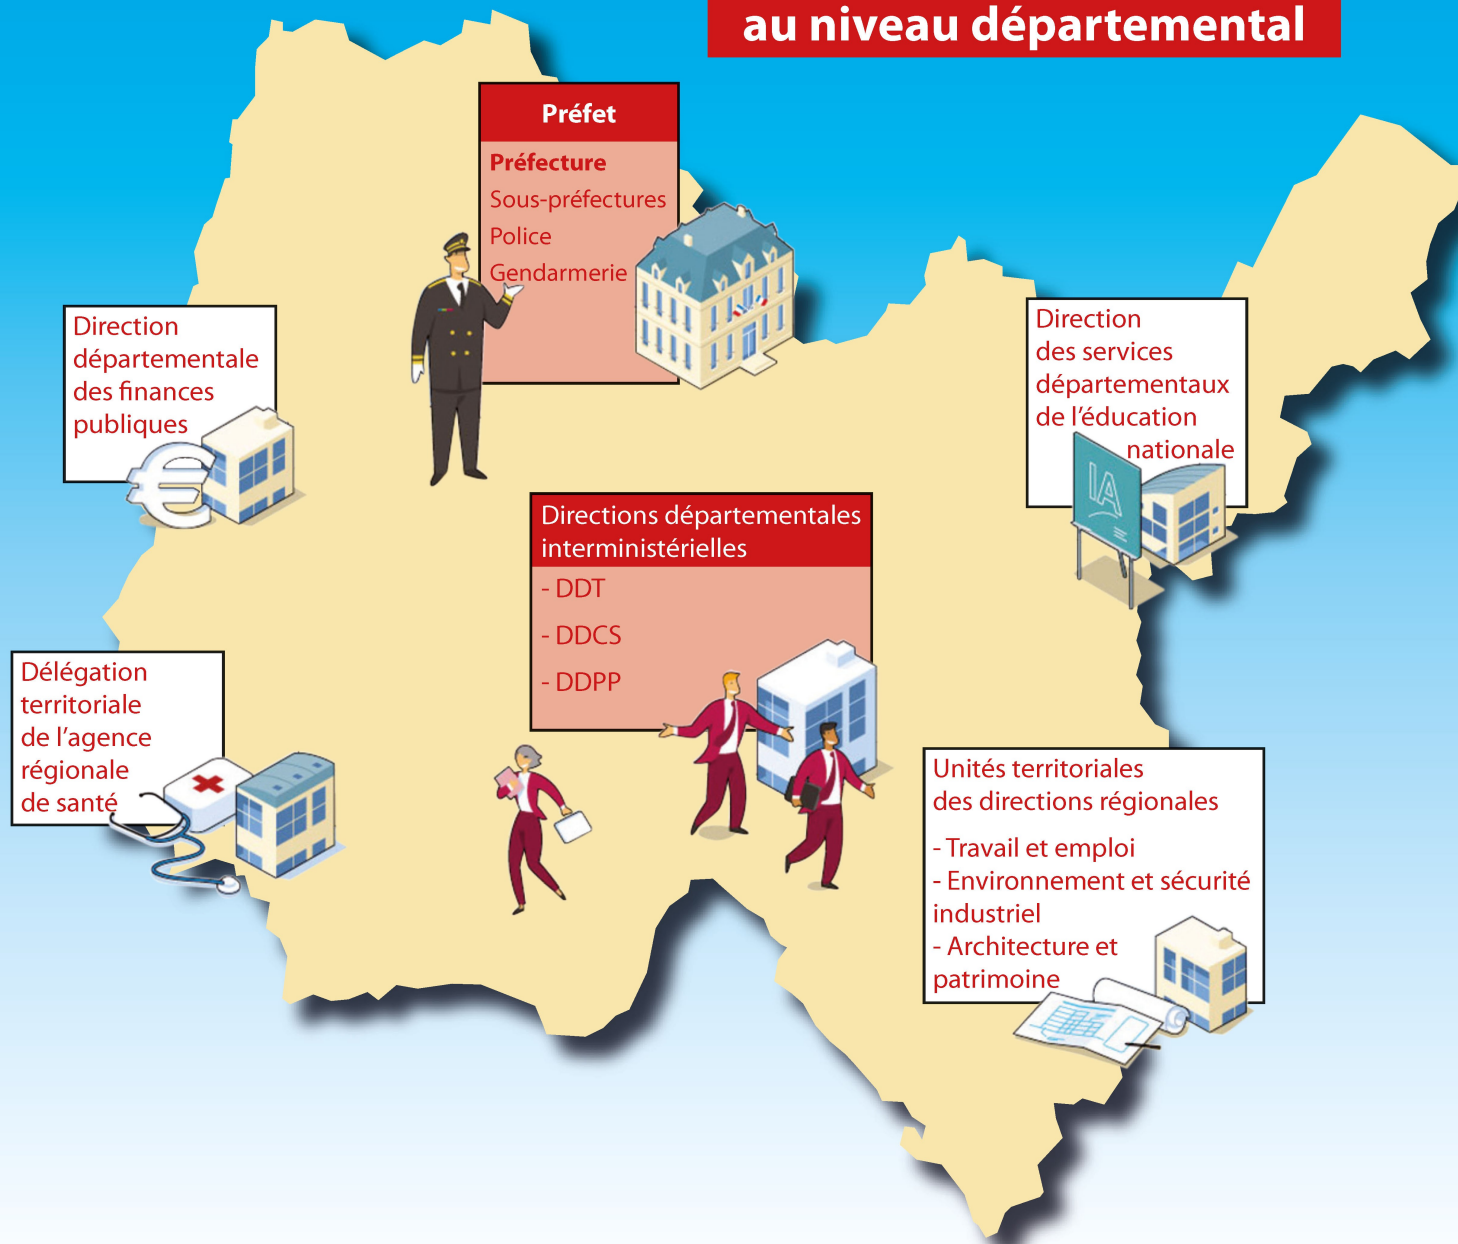 au niveau départemental
Préfet
Préfecture
Sous-préfectures
Police
Gendarmerie
Direction
départementale
des finances
publiques
€
Direction
des services
départementaux
de l'éducation
nationale
IA
Directions départementales
interministérielles
- DDT
- DDCS
- DDPP
Délégation
territoriale
de l'agence
régionale
de santé
Unités territoriales
des directions régionales
- Travail et emploi
- Environnement et sécurité
industriel
- Architecture et
patrimoine